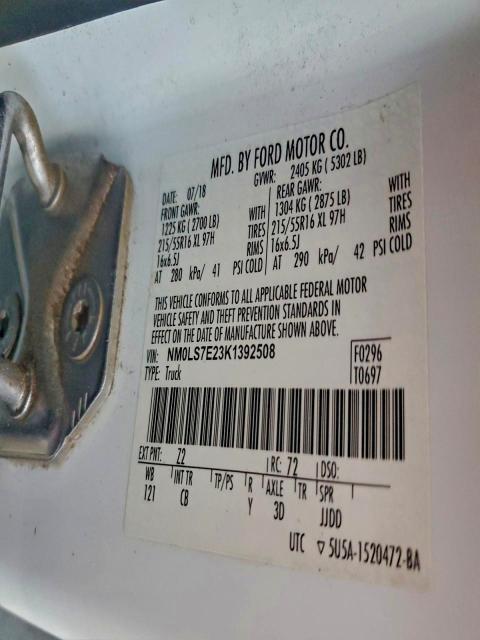 MFD. BY FORD MOTOR CO.
DATE: 07/18 GVWR: 2405 KG ( 5302 LB)
FRONT GAWR: REAR GAWR:
1225 KG ( 2700 LB) WITH 1304 KG ( 2875 LB) WITH
215/55R16 XL 97H TIRES 215/55R16 XL 97H TIRES
16x6.5J RIMS 16x6.5J RIMS
AT 280 kPa/ 41 PSI COLD AT 290 kPa/ 42 PSI COLD
THIS VEHICLE CONFORMS TO ALL APPLICABLE FEDERAL MOTOR
VEHICLE SAFETY AND THEFT PREVENTION STANDARDS IN
EFFECT ON THE DATE OF MANUFACTURE SHOWN ABOVE.
VIN: NM0LS7E23K1392508 F0296
TYPE: Truck T0697
EXT PNT: Z2 RC: 72 DSO:
WB INT TR TP/PS R AXLE TR SPR
121 CB Y 3D JJDD
UTC ▽ 5U5A-1520472-BA